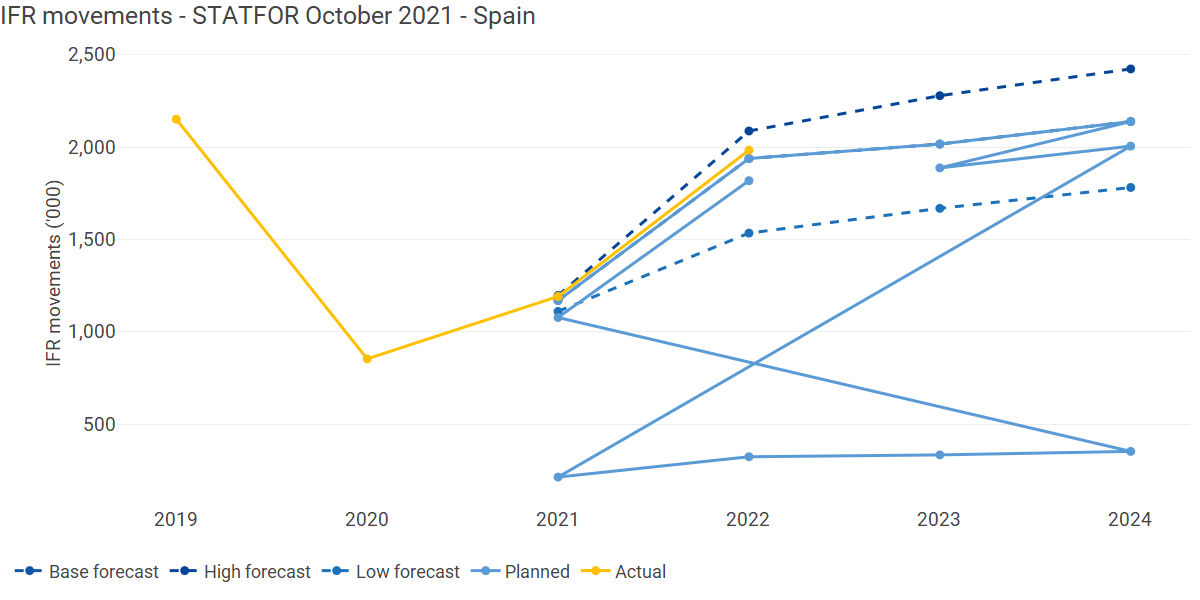 IFR movements - STATFOR October 2021 - Spain
2,500
2,000
1,500
1,000
500
IFR movements ('000)
2019 2020 2021 2022 2023 2024
Base forecast High forecast Low forecast Planned Actual